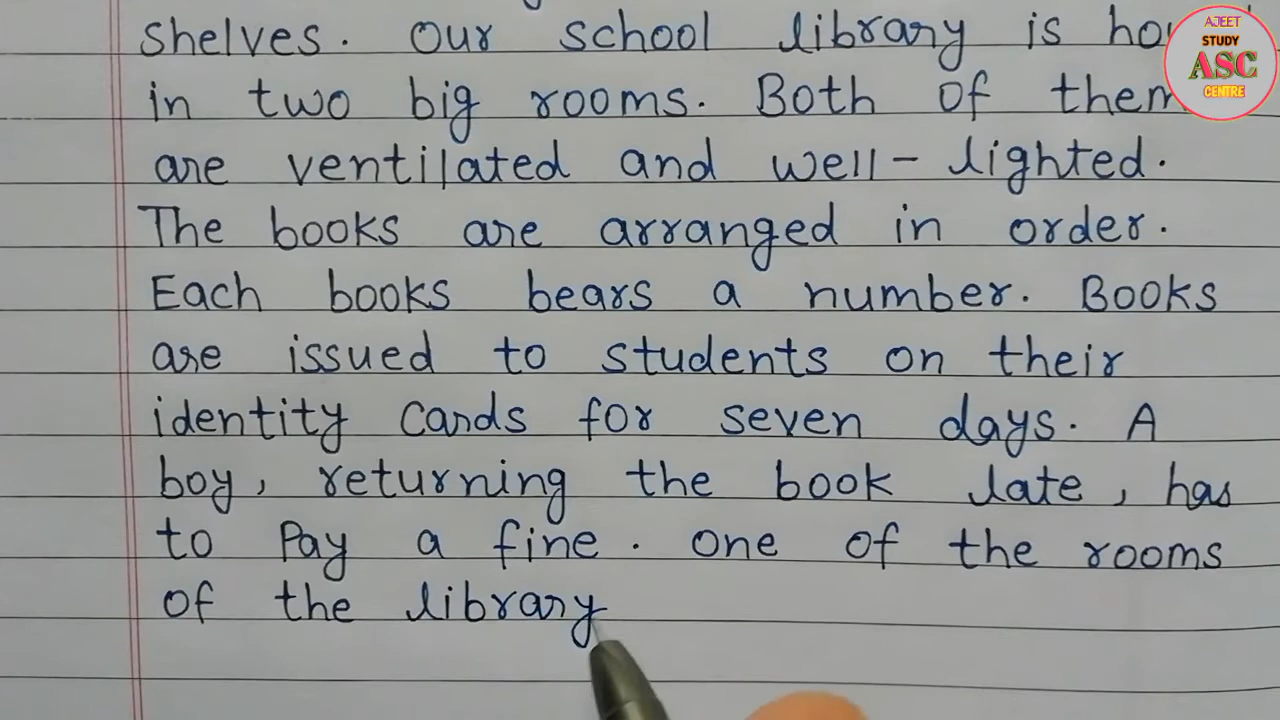 shelves. Our school library is
in two big rooms. Both of them
are ventilated and well-lighted.
The books are arranged in order.
Each books bears a number. Books
are issued to students on their
identity cards for seven days. A
boy, returning the book late, has
to Pay a fine. One of the rooms
of the library
AJEET
STUDY
ASC
CENTRE